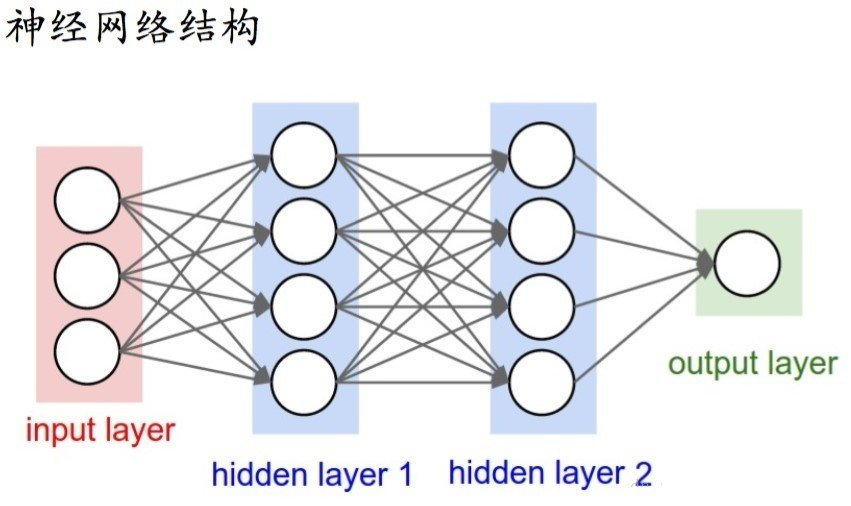 神经网络结构
input layer
hidden layer 1
hidden layer 2
output layer